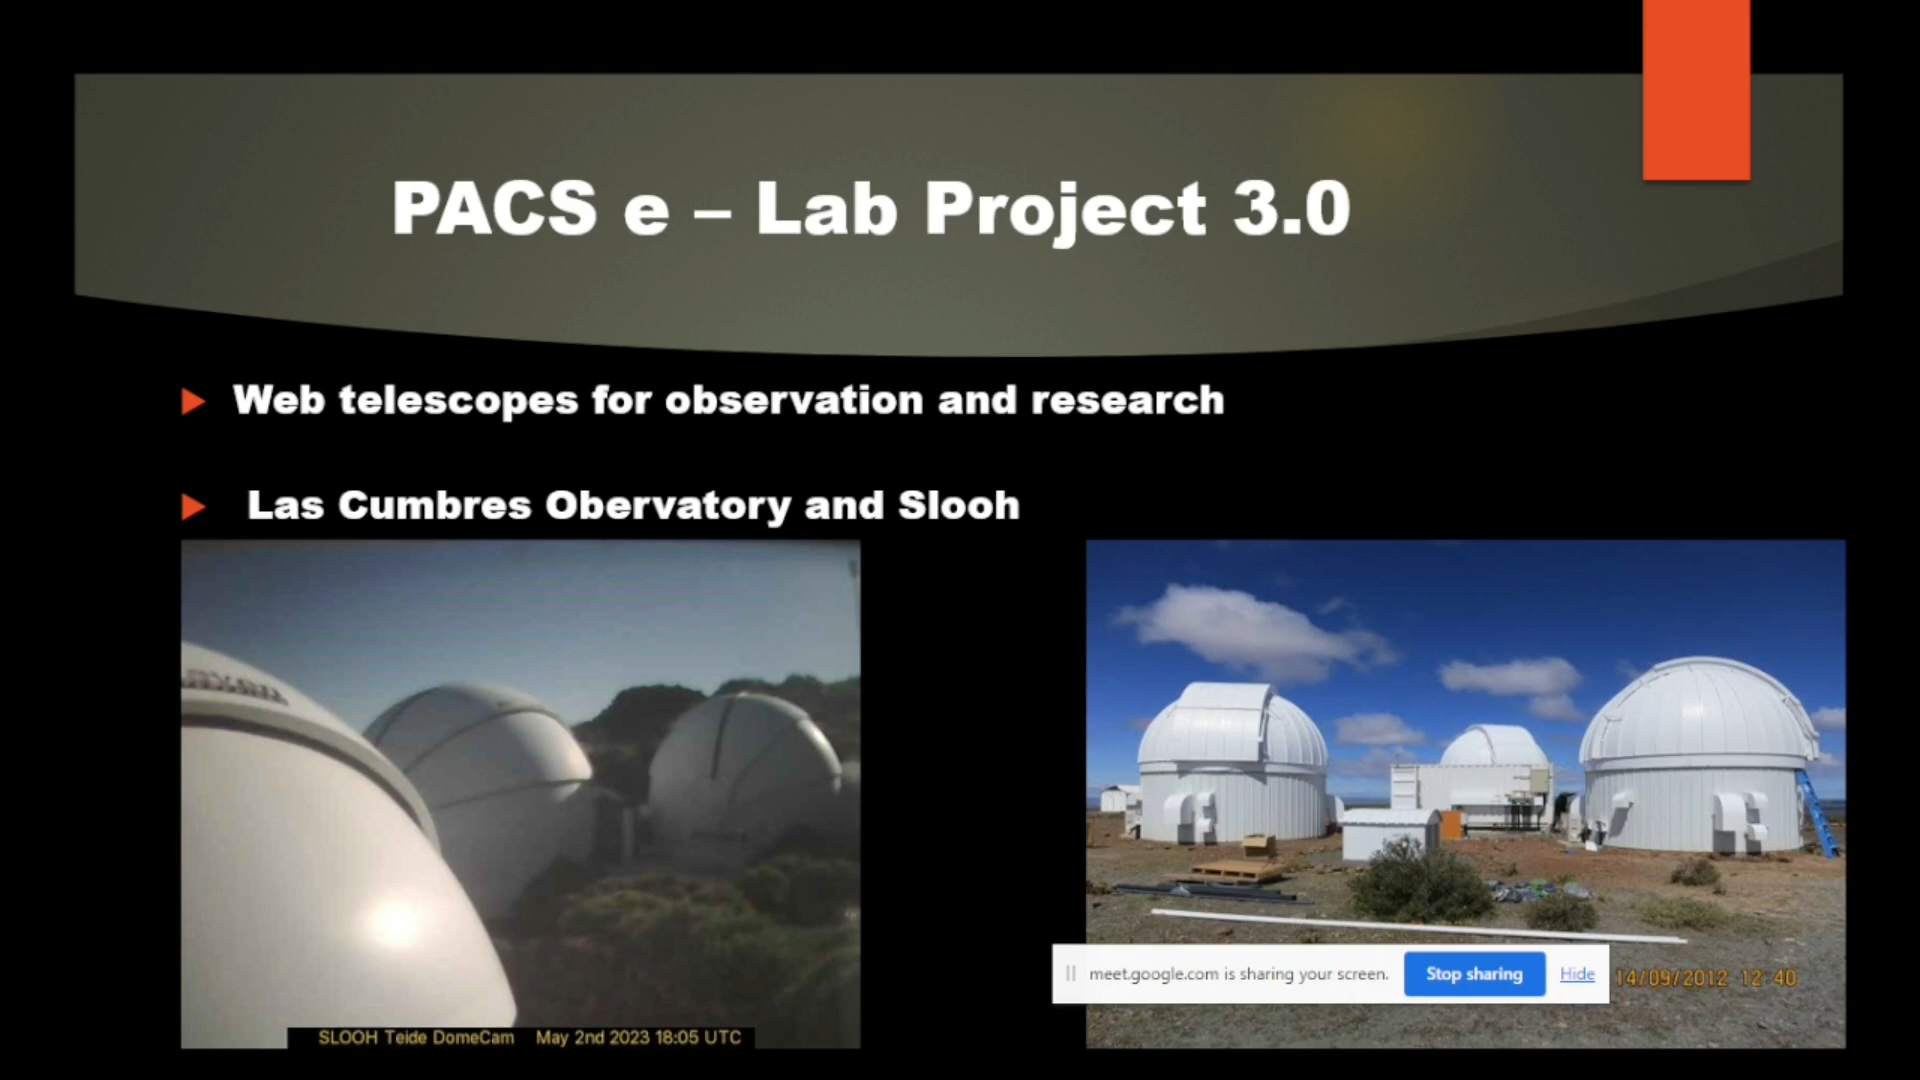 PACS e – Lab Project 3.0
Web telescopes for observation and research
Las Cumbres Obervatory and Slooh
SLOOH Teide DomeCam May 2nd 2023 18:05 UTC
meet.google.com is sharing your screen. Stop sharing Hide
14/09/2012 12:40